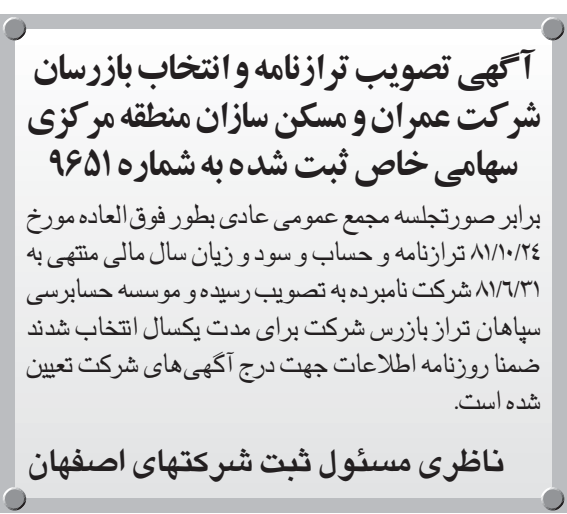 آگهی تصویب ترازنامه و انتخاب بازرسان
شرکت عمران و مسکن سازان منطقه مرکزی
سهامی خاص ثبت شده به شماره ۹۶۵۱
برابر صورتجلسه مجمع عمومی عادی بطور فوق العاده مورخ
۸۱/۱۰/۲۴ ترازنامه و حساب و سود و زیان سال مالی منتهی به
۸۱/۶/۳۱ شرکت نامبرده به تصویب رسیده و موسسه حسابرسی
سپاهان تراز بازرس شرکت برای مدت یکسال انتخاب شدند
ضمنا روزنامه اطلاعات جهت درج آگهی‌های شرکت تعیین
شده است.
ناظری مسئول ثبت شرکتهای اصفهان